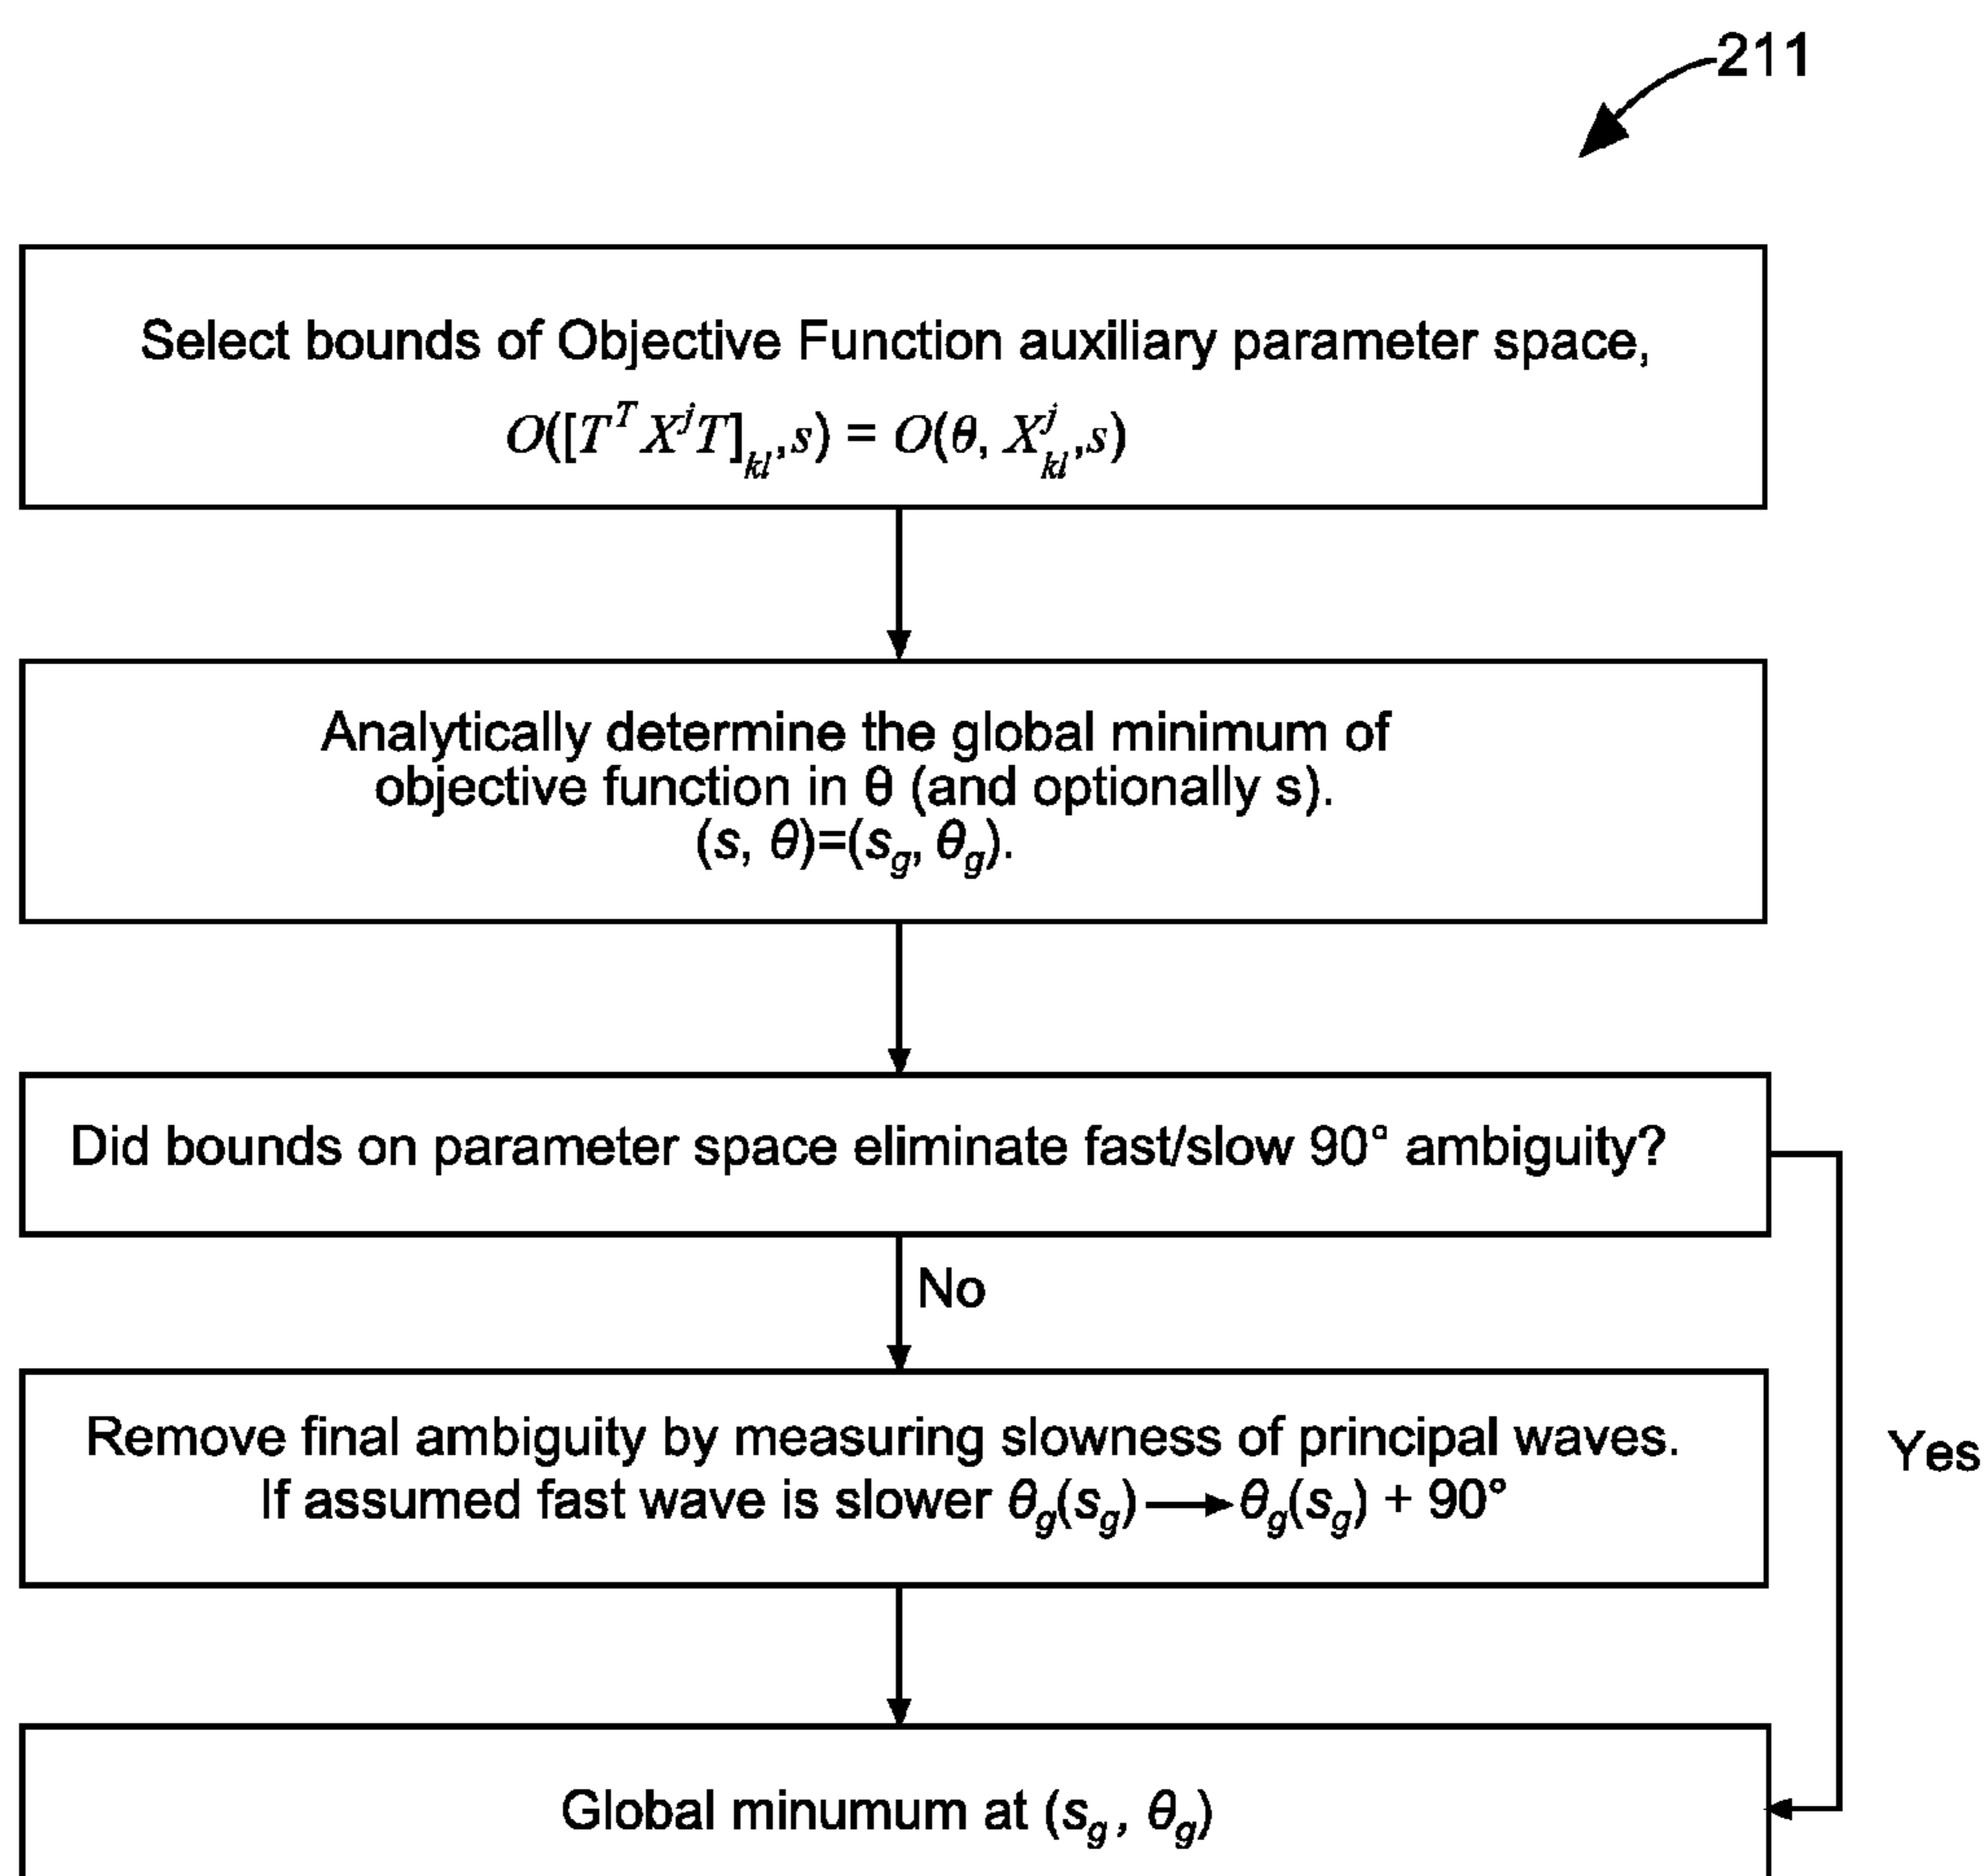 211
Select bounds of Objective Function auxiliary parameter space,
O([T^T X^j T]_{kl},s) = O(θ, X^j_{kl},s)
Analytically determine the global minimum of
objective function in θ (and optionally s).
(s, θ)=(s_g, θ_g).
Did bounds on parameter space eliminate fast/slow 90° ambiguity?
No
Remove final ambiguity by measuring slowness of principal waves.
If assumed fast wave is slower θ_g(s_g) → θ_g(s_g) + 90°
Yes
Global minumum at (s_g, θ_g)